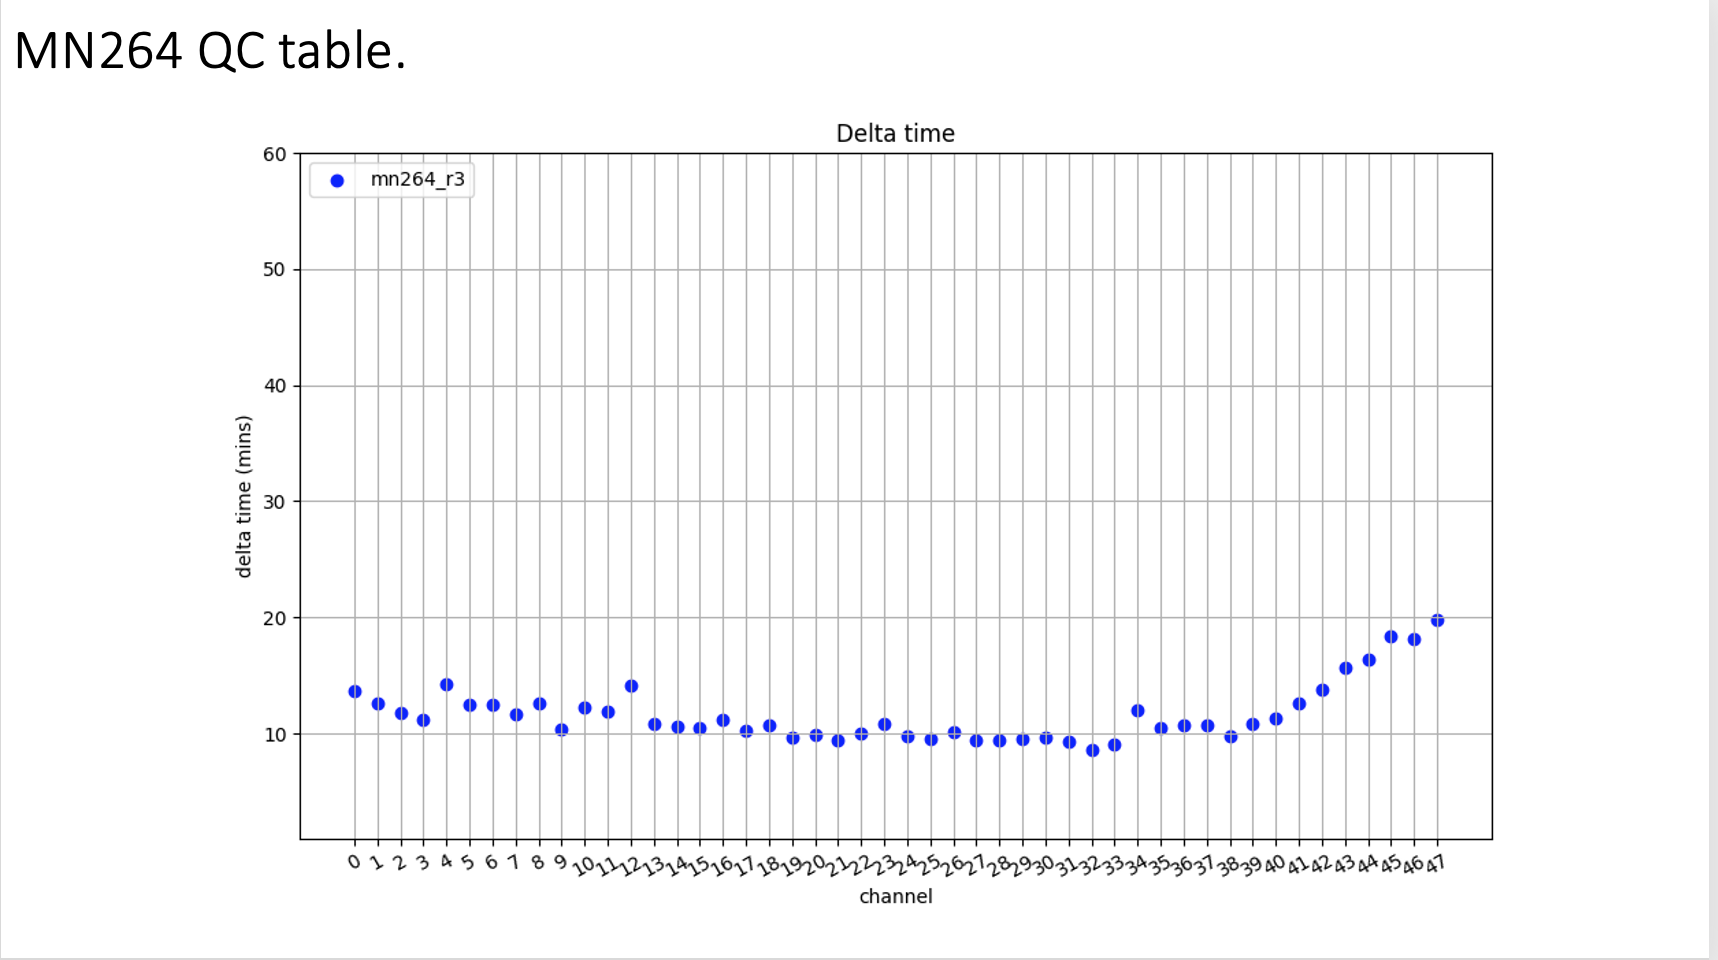 MN264 QC table.
Delta time
mn264_r3
60
50
40
30
20
10
delta time (mins)
0 1 2 3 4 5 6 7 8 9 10 11 12 13 14 15 16 17 18 19 20 21 22 23 24 25 26 27 28 29 30 31 32 33 34 35 36 37 38 39 40 41 42 43 44 45 46 47
channel